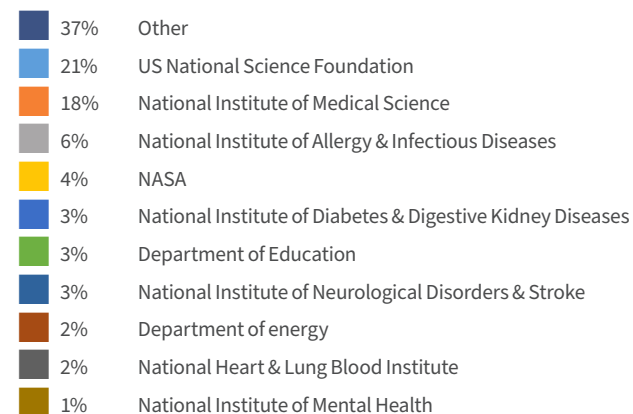 37% Other
21% US National Science Foundation
18% National Institute of Medical Science
6% National Institute of Allergy & Infectious Diseases
4% NASA
3% National Institute of Diabetes & Digestive Kidney Diseases
3% Department of Education
3% National Institute of Neurological Disorders & Stroke
2% Department of energy
2% National Heart & Lung Blood Institute
1% National Institute of Mental Health